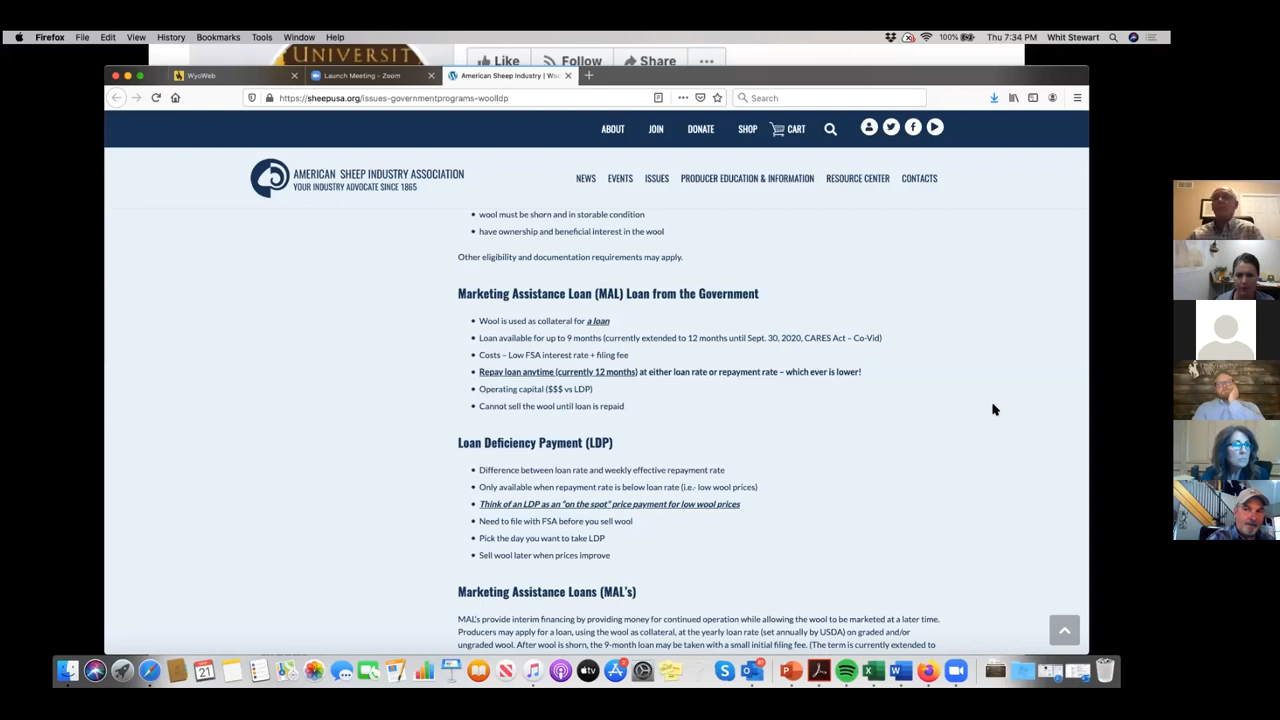 Firefox File Edit View History Bookmarks Tools Window Help
100% Thu 7:34 PM Whit Stewart
UNIVERSIT
Like Follow Share
WyoWeb
Launch Meeting - Zoom
American Sheep Industry | Woo
https://sheepusa.org/issues-governmentprograms-woolldp
Search
ABOUT JOIN DONATE SHOP CART
AMERICAN SHEEP INDUSTRY ASSOCIATION
YOUR INDUSTRY ADVOCATE SINCE 1865
NEWS EVENTS ISSUES PRODUCER EDUCATION & INFORMATION RESOURCE CENTER CONTACTS
• wool must be shorn and in storable condition
• have ownership and beneficial interest in the wool
Other eligibility and documentation requirements may apply.
Marketing Assistance Loan (MAL) Loan from the Government
• Wool is used as collateral for a loan
• Loan available for up to 9 months (currently extended to 12 months until Sept. 30, 2020, CARES Act – Co-Vid)
• Costs – Low FSA interest rate + filing fee
• Repay loan anytime (currently 12 months) at either loan rate or repayment rate – which ever is lower!
• Operating capital ($$$ vs LDP)
• Cannot sell the wool until loan is repaid
Loan Deficiency Payment (LDP)
• Difference between loan rate and weekly effective repayment rate
• Only available when repayment rate is below loan rate (i.e.- low wool prices)
• Think of an LDP as an “on the spot” price payment for low wool prices
• Need to file with FSA before you sell wool
• Pick the day you want to take LDP
• Sell wool later when prices improve
Marketing Assistance Loans (MAL’s)
MAL’s provide interim financing by providing money for continued operation while allowing the wool to be marketed at a later time.
Producers may apply for a loan, using the wool as collateral, at the yearly loan rate (set annually by USDA) on graded and/or
ungraded wool. After wool is shorn, the 9-month loan may be taken with a small initial filing fee. (The term is currently extended to
21
tv